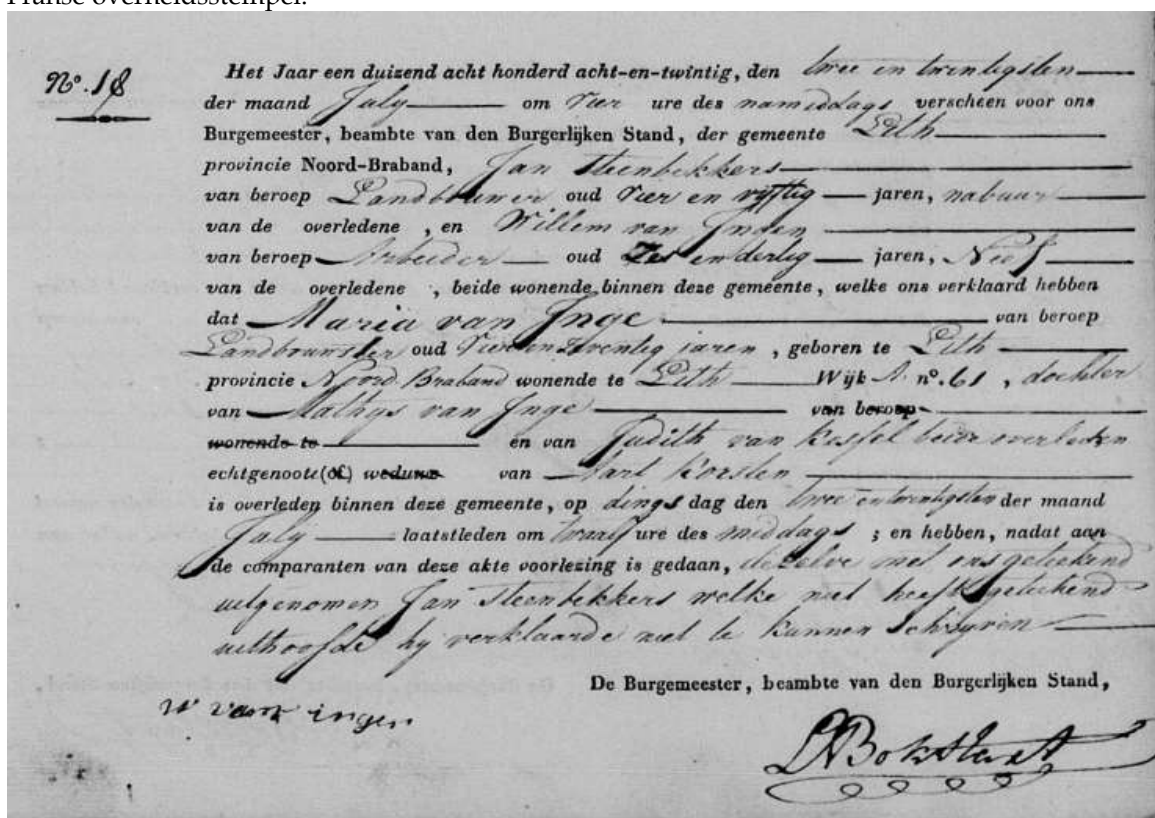 Franse overheidsstempel.
No. 18
Het Jaar een duizend acht honderd acht-en-twintig, den twee en twintigsten
der maand July om vier ure des namiddags verscheen voor ons
Burgemeester, beambte van den Burgerlijken Stand, der gemeente Lith
provincie Noord-Braband, Jan Steenbekkers
van beroep Landbouwer oud vier en vyftig jaren, nabuur
van de overledene , en Willem van Ingen
van beroep Arbeider oud Zes en dertig jaren, Neef
van de overledene , beide wonende binnen deze gemeente, welke ons verklaard hebben
dat Maria van Inge van beroep
Landbouwster oud jaren , geboren te Lith
provincie Noord Braband wonende te Lith Wijk A. no. 61 , dochter
van Mathys van Inge van beroep
wonende te en van Judith van Kessel beide overleden
echtgenoote (of) weduwe van Korsten
is overleden binnen deze gemeente, op dings dag den twee en twintigsten der maand
July laatstleden om twaalf ure des middags ; en hebben, nadat aan
de comparanten van deze akte voorlezing is gedaan, dezelve met ons geteekend
uitgenomen Jan Steenbekkers welke niet heeft geteekend
uithoofde hy verklaarde niet te kunnen Schryven
De Burgemeester, beambte van den Burgerlijken Stand,
W van ingen
Bokstart